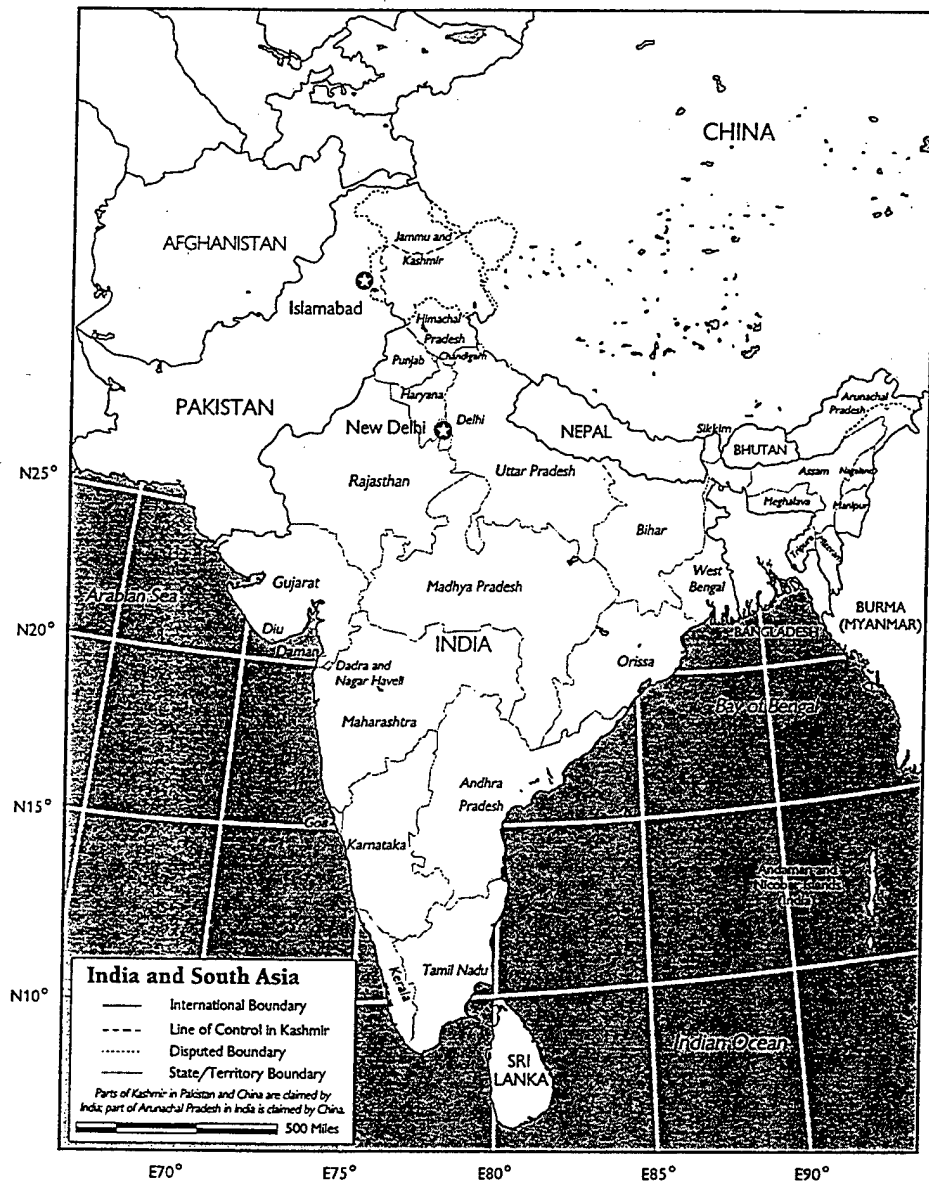 CHINA
AFGHANISTAN
Jammu and
Kashmir
Islamabad
Himachal
Pradesh
Chandigarh
Punjab
Haryana
PAKISTAN
New Delhi
Delhi
NEPAL
Sikkim
BHUTAN
Arunachal
Pradesh
N25°
Rajasthan
Uttar Pradesh
Assam
Nagaland
Meghalaya
Manipur
Bihar
Tripura
West
Bengal
Gujarat
Madhya Pradesh
Arabian Sea
BURMA
(MYANMAR)
N20°
Diu
Daman
INDIA
BANGLADESH
Dadra and
Nagar Haveli
Orissa
Maharashtra
Bay of Bengal
Andhra
Pradesh
N15°
Karnataka
Andaman and
Nicobar Islands
Kerala
Tamil Nadu
N10°
SRI
LANKA
Indian Ocean
India and South Asia
International Boundary
Line of Control in Kashmir
Disputed Boundary
State/Territory Boundary
Parts of Kashmir in Pakistan and China are claimed by
India; part of Arunachal Pradesh in India is claimed by China.
500 Miles
E70°
E75°
E80°
E85°
E90°